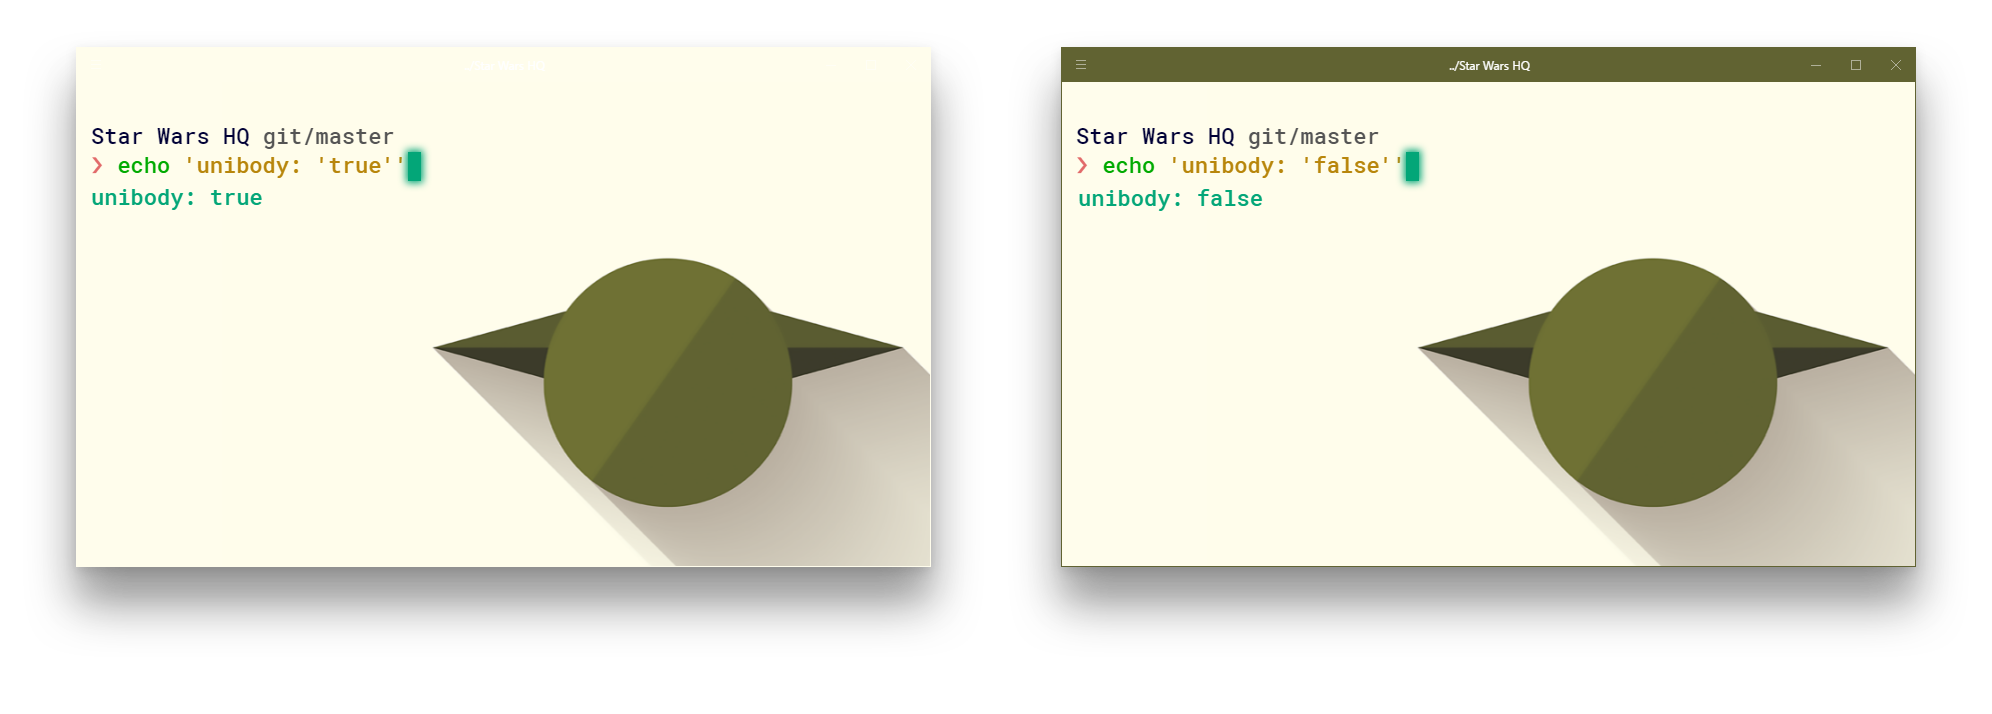 Star Wars HQ git/master
❯ echo 'unibody: 'true''
unibody: true
../Star Wars HQ
Star Wars HQ git/master
❯ echo 'unibody: 'false''
unibody: false